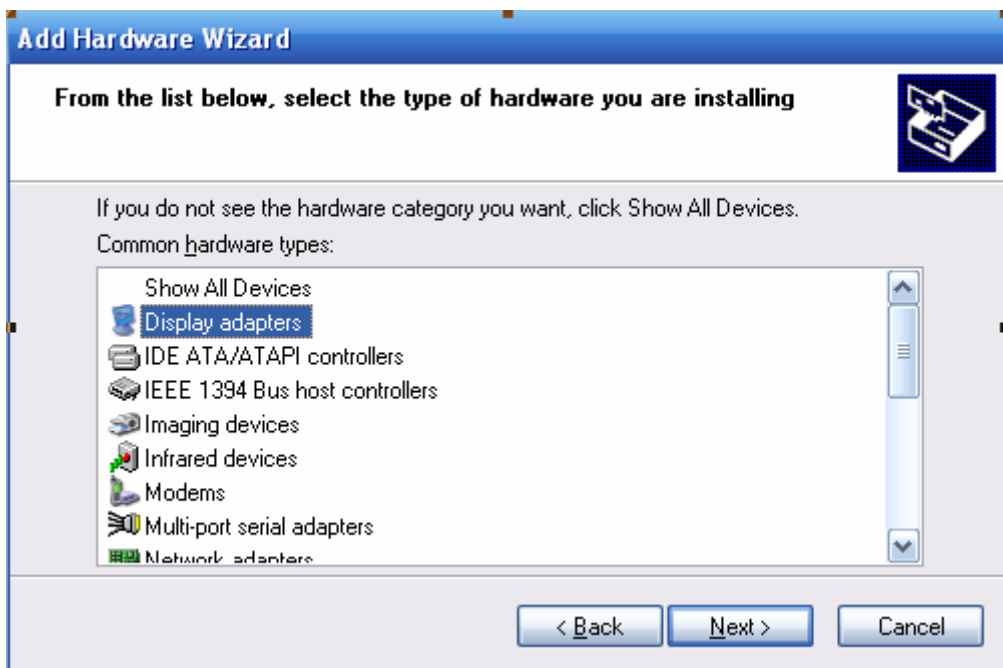 Add Hardware Wizard
From the list below, select the type of hardware you are installing
If you do not see the hardware category you want, click Show All Devices.
Common hardware types:
Show All Devices
Display adapters
IDE ATA/ATAPI controllers
IEEE 1394 Bus host controllers
Imaging devices
Infrared devices
Modems
Multi-port serial adapters
Network adapters
< Back
Next >
Cancel